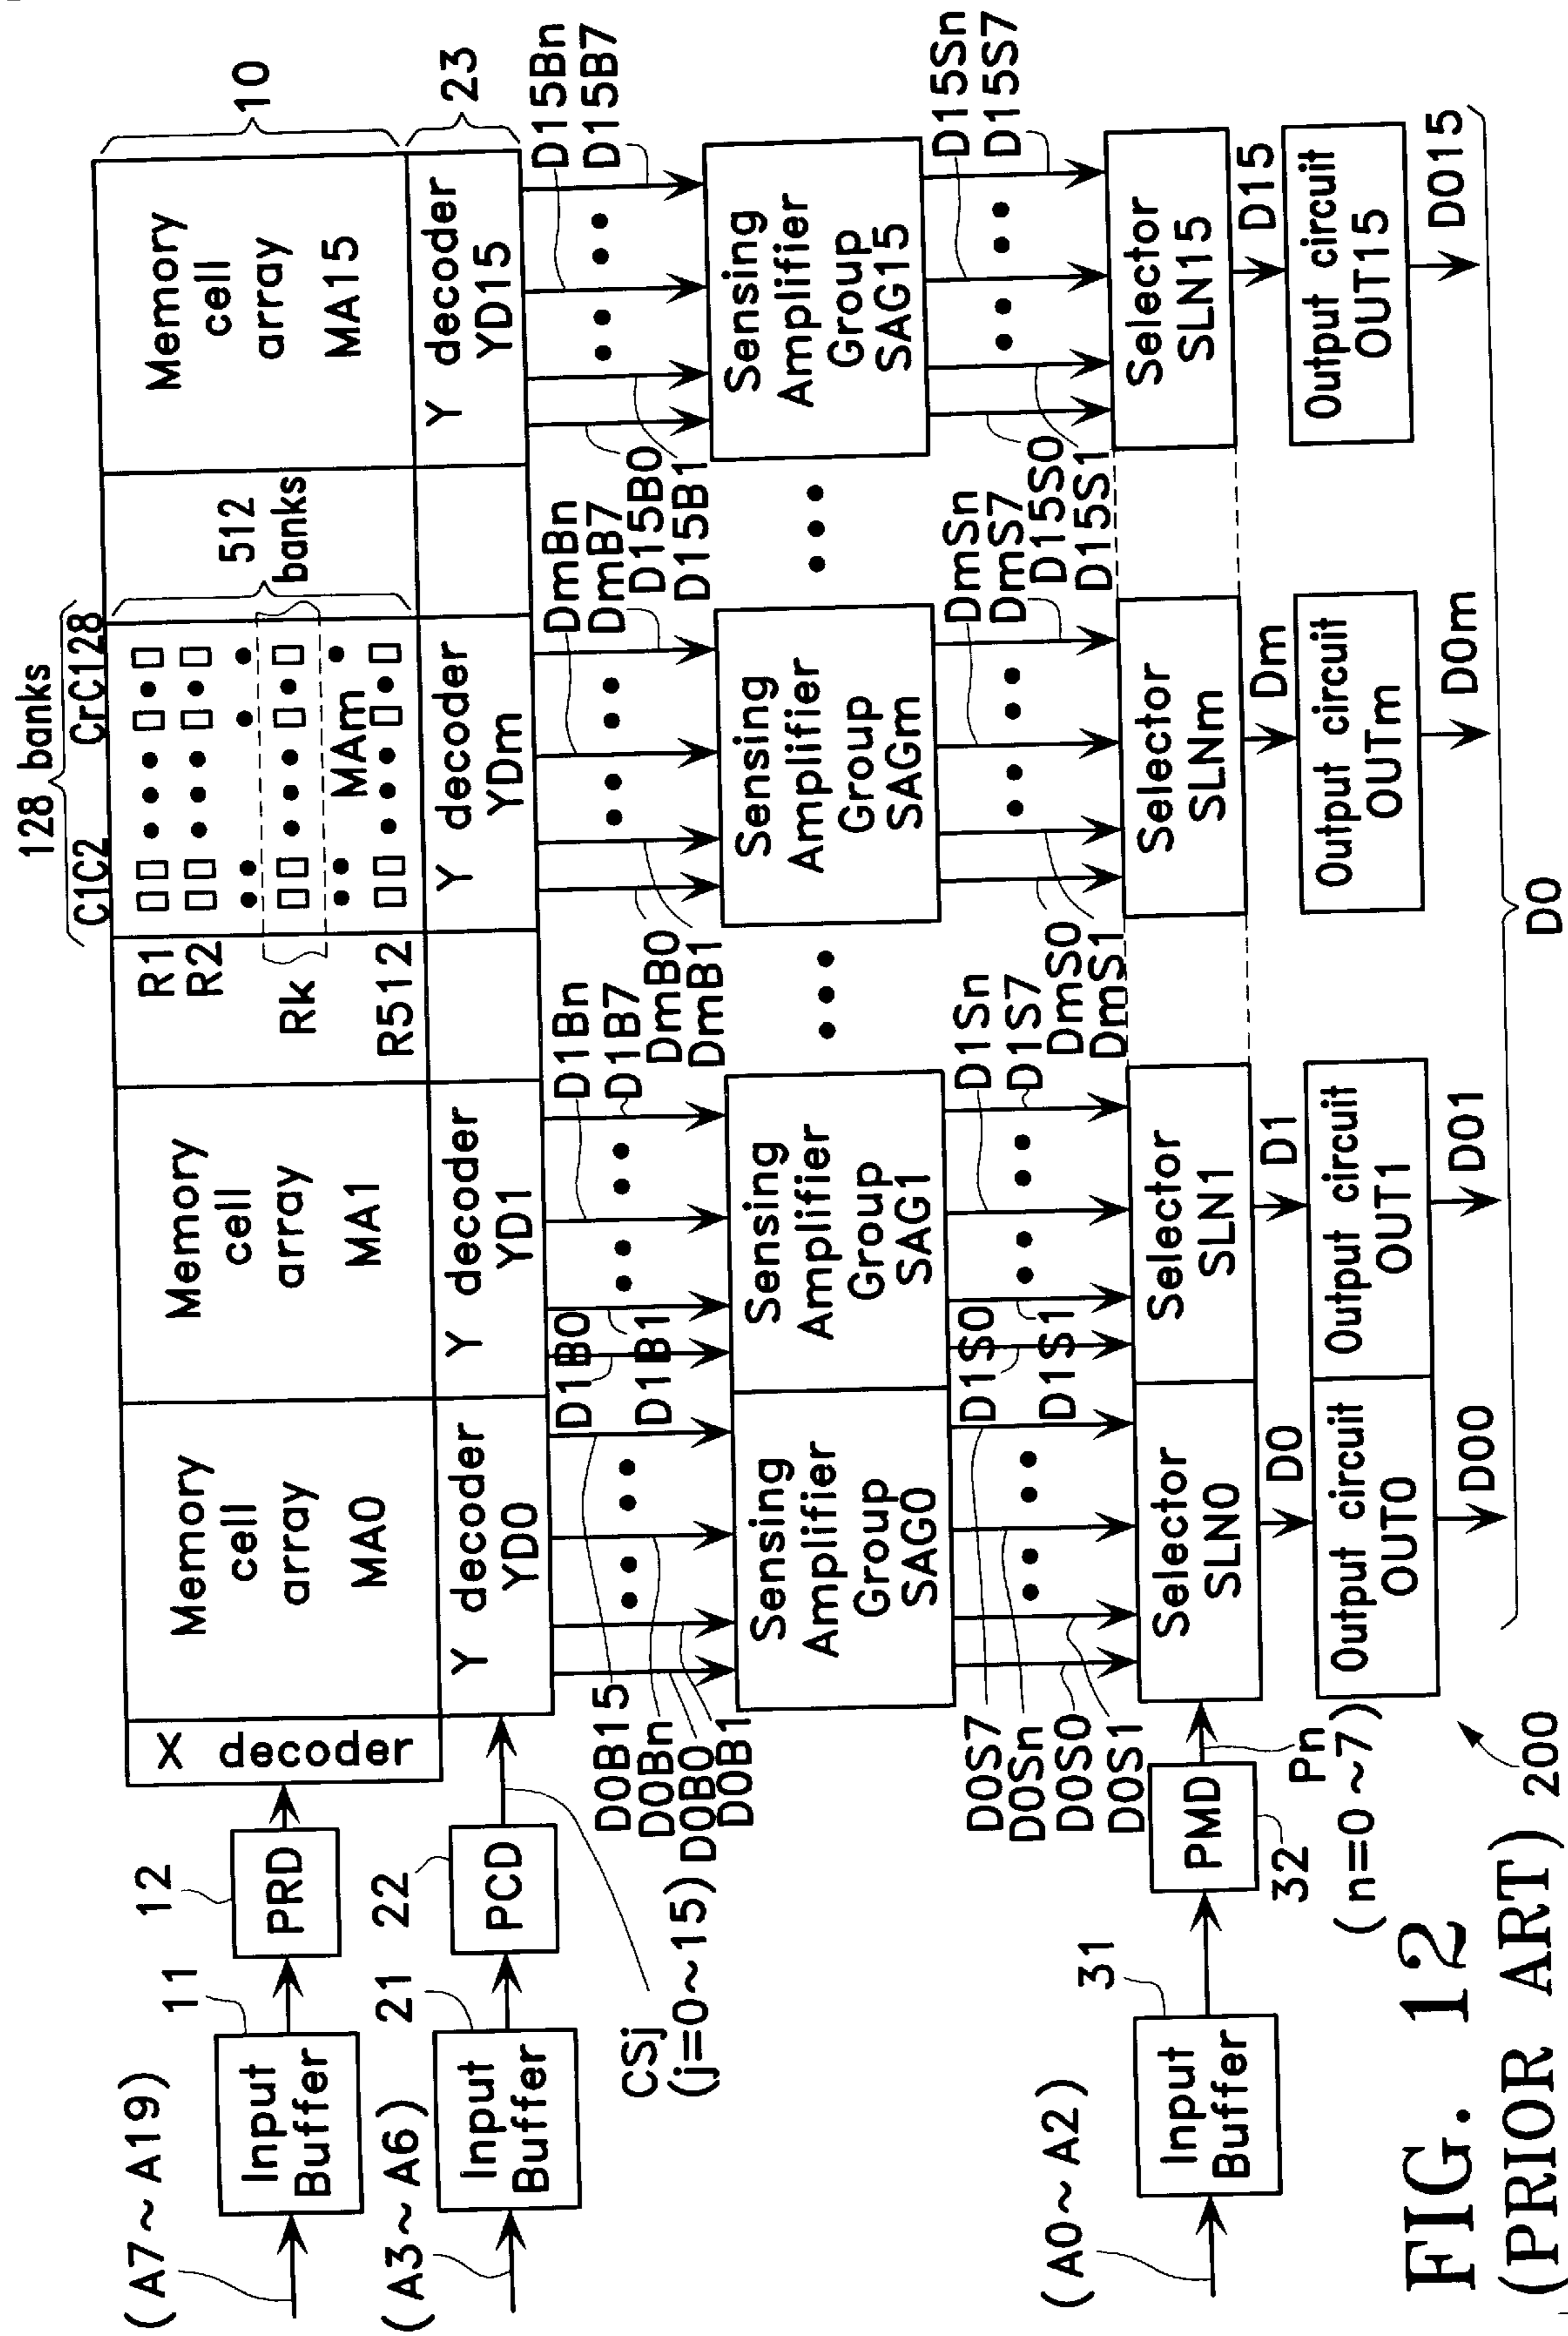 (A7~A19)
11
Input
Buffer
12
PRD
X decoder
Memory
cell
array
MA0
Memory
cell
array
MA1
R1
R2
Rk
R512
128 banks
C1C2
CrC128
MAm
512
banks
Memory
cell
array
MA15
10
(A3~A6)
21
Input
Buffer
22
PCD
CSj
(j=0~15)
Y decoder
YD0
Y decoder
YD1
Y decoder
YDm
Y decoder
YD15
23
D0B15
D0Bn
D0B0
D0B1
D1B0
D1B1
D1Bn
D1B7
DmB0
DmB1
DmBn
DmB7
D15B0
D15B1
D15Bn
D15B7
Sensing
Amplifier
Group
SAG0
Sensing
Amplifier
Group
SAG1
Sensing
Amplifier
Group
SAGm
Sensing
Amplifier
Group
SAG15
D0S7
D0Sn
D0S0
D0S1
D1S0
D1S1
D1Sn
D1S7
DmS0
DmS1
DmSn
DmS7
D15S0
D15S1
D15Sn
D15S7
(A0~A2)
31
Input
Buffer
PMD
32
Pn
(n=0~7)
Selector
SLN0
Selector
SLN1
Selector
SLNm
Selector
SLN15
D0
D1
Dm
D15
Output circuit
OUT0
Output circuit
OUT1
Output circuit
OUTm
Output circuit
OUT15
DO0
DO1
DOm
DO15
DO
200
FIG. 12
(PRIOR ART)